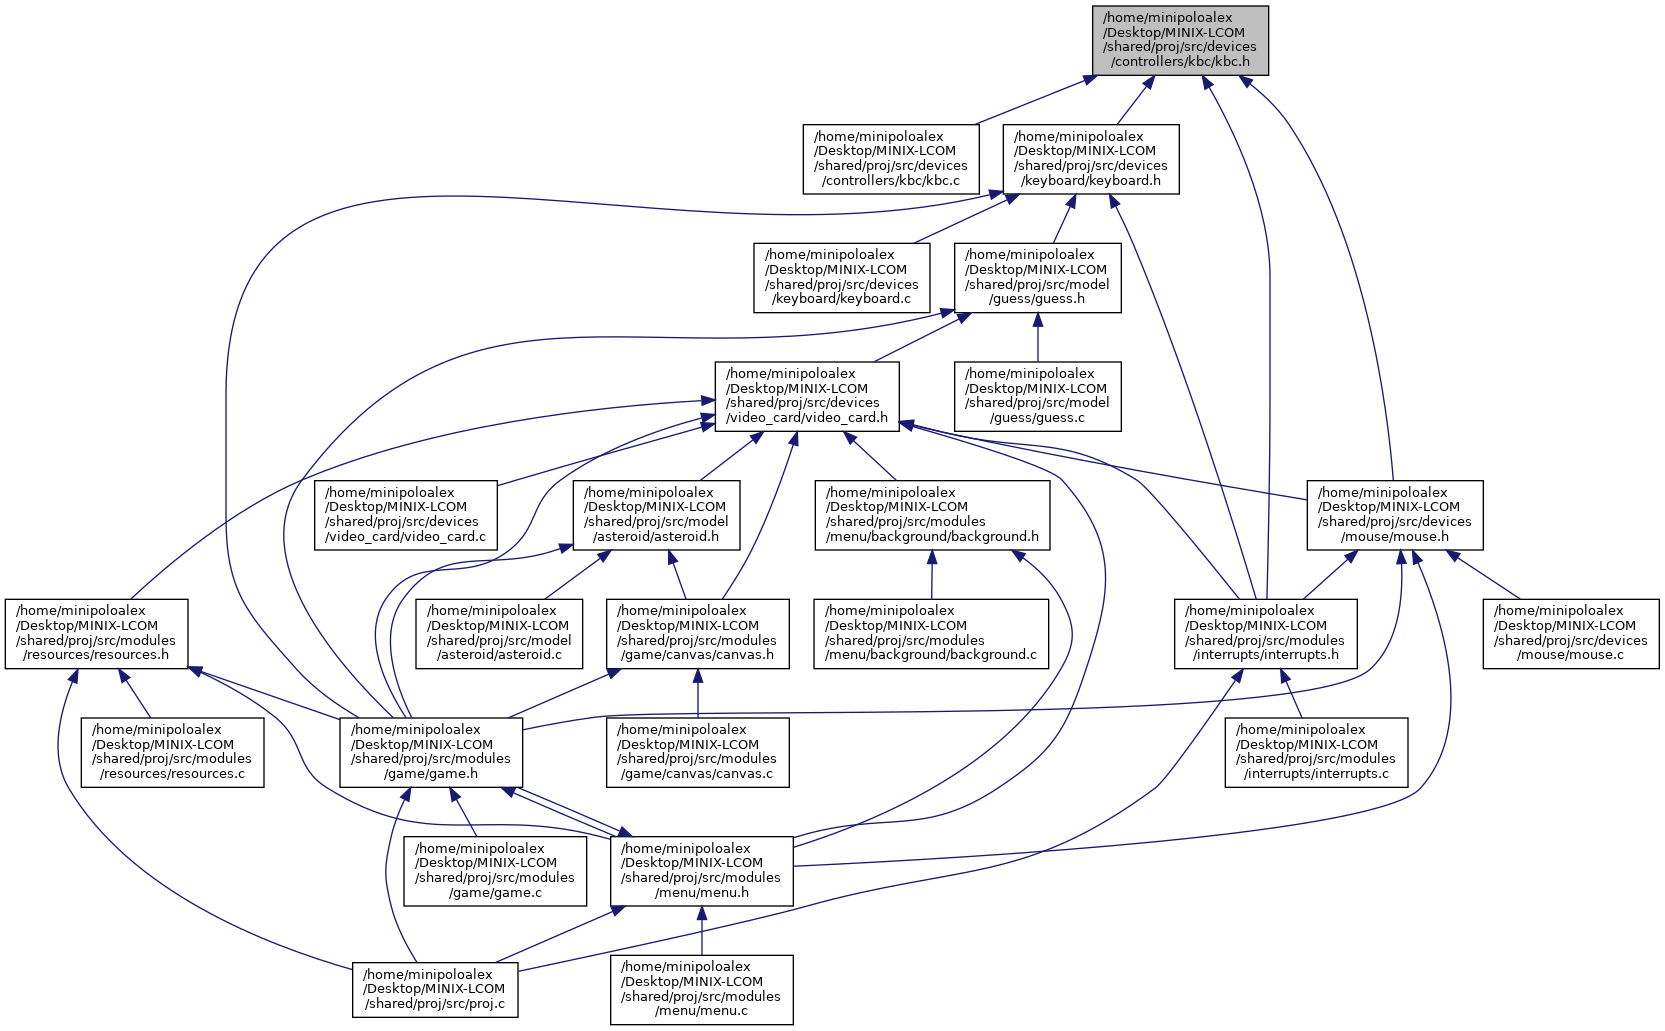 /home/minipoloalex
/Desktop/MINIX-LCOM
/shared/proj/src/devices
/controllers/kbc/kbc.h
/home/minipoloalex
/Desktop/MINIX-LCOM
/shared/proj/src/devices
/controllers/kbc/kbc.c
/home/minipoloalex
/Desktop/MINIX-LCOM
/shared/proj/src/devices
/keyboard/keyboard.h
/home/minipoloalex
/Desktop/MINIX-LCOM
/shared/proj/src/devices
/keyboard/keyboard.c
/home/minipoloalex
/Desktop/MINIX-LCOM
/shared/proj/src/model
/guess/guess.h
/home/minipoloalex
/Desktop/MINIX-LCOM
/shared/proj/src/devices
/video_card/video_card.h
/home/minipoloalex
/Desktop/MINIX-LCOM
/shared/proj/src/model
/guess/guess.c
/home/minipoloalex
/Desktop/MINIX-LCOM
/shared/proj/src/devices
/video_card/video_card.c
/home/minipoloalex
/Desktop/MINIX-LCOM
/shared/proj/src/model
/asteroid/asteroid.h
/home/minipoloalex
/Desktop/MINIX-LCOM
/shared/proj/src/modules
/menu/background/background.h
/home/minipoloalex
/Desktop/MINIX-LCOM
/shared/proj/src/devices
/mouse/mouse.h
/home/minipoloalex
/Desktop/MINIX-LCOM
/shared/proj/src/modules
/resources/resources.h
/home/minipoloalex
/Desktop/MINIX-LCOM
/shared/proj/src/model
/asteroid/asteroid.c
/home/minipoloalex
/Desktop/MINIX-LCOM
/shared/proj/src/modules
/game/canvas/canvas.h
/home/minipoloalex
/Desktop/MINIX-LCOM
/shared/proj/src/modules
/menu/background/background.c
/home/minipoloalex
/Desktop/MINIX-LCOM
/shared/proj/src/modules
/interrupts/interrupts.h
/home/minipoloalex
/Desktop/MINIX-LCOM
/shared/proj/src/devices
/mouse/mouse.c
/home/minipoloalex
/Desktop/MINIX-LCOM
/shared/proj/src/modules
/resources/resources.c
/home/minipoloalex
/Desktop/MINIX-LCOM
/shared/proj/src/modules
/game/game.h
/home/minipoloalex
/Desktop/MINIX-LCOM
/shared/proj/src/modules
/game/canvas/canvas.c
/home/minipoloalex
/Desktop/MINIX-LCOM
/shared/proj/src/modules
/interrupts/interrupts.c
/home/minipoloalex
/Desktop/MINIX-LCOM
/shared/proj/src/modules
/game/game.c
/home/minipoloalex
/Desktop/MINIX-LCOM
/shared/proj/src/modules
/menu/menu.h
/home/minipoloalex
/Desktop/MINIX-LCOM
/shared/proj/src/proj.c
/home/minipoloalex
/Desktop/MINIX-LCOM
/shared/proj/src/modules
/menu/menu.c